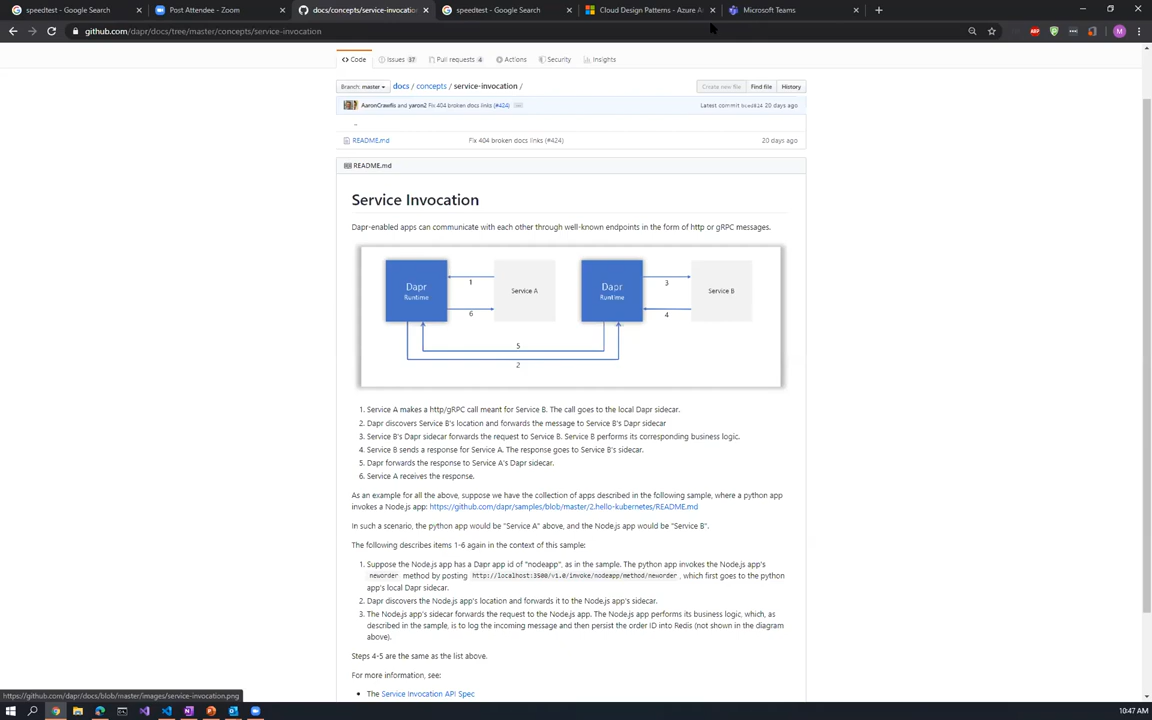 speedtest - Google Search
Post Attendee - Zoom
docs/concepts/service-invocatio
speedtest - Google Search
Cloud Design Patterns - Azure A
Microsoft Teams
github.com/dapr/docs/tree/master/concepts/service-invocation
M
Code
Issues 37
Pull requests 4
Actions
Security
Insights
Branch: master
docs / concepts / service-invocation /
Create new file
Find file
History
AaronCrawfis and yaron2 Fix 404 broken docs links (#424)
20 days ago
README.md
Fix 404 broken docs links (#424)
20 days ago
README.md
Service Invocation
Dapr-enabled apps can communicate with each other through well-known endpoints in the form of http or gRPC messages.
Dapr
Runtime
1
6
Service A
Dapr
Runtime
3
4
Service B
5
2
1. Service A makes a http/gRPC call meant for Service B. The call goes to the local Dapr sidecar.
2. Dapr discovers Service B's location and forwards the message to Service B's Dapr sidecar
3. Service B's Dapr sidecar forwards the request to Service B. Service B performs its corresponding business logic.
4. Service B sends a response for Service A. The response goes to Service B's sidecar.
5. Dapr forwards the response to Service A's Dapr sidecar.
6. Service A receives the response.
As an example for all the above, suppose we have the collection of apps described in the following sample, where a python app
invokes a Node.js app: https://github.com/dapr/samples/blob/master/2.hello-kubernetes/README.md
In such a scenario, the python app would be "Service A" above, and the Node.js app would be "Service B".
The following describes items 1-6 again in the context of this sample:
1. Suppose the Node.js app has a Dapr app id of "nodeapp", as in the sample. The python app invokes the Node.js app's
neworder method by posting http://localhost:3500/v1.0/invoke/nodeapp/method/neworder , which first goes to the python
app's local Dapr sidecar.
2. Dapr discovers the Node.js app's location and forwards it to the Node.js app's sidecar.
3. The Node.js app's sidecar forwards the request to the Node.js app. The Node.js app performs its business logic, which, as
described in the sample, is to log the incoming message and then persist the order ID into Redis (not shown in the diagram
above).
Steps 4-5 are the same as the list above.
For more information, see:
The Service Invocation API Spec
https://github.com/dapr/docs/blob/master/images/service-invocation.png
10:47 AM